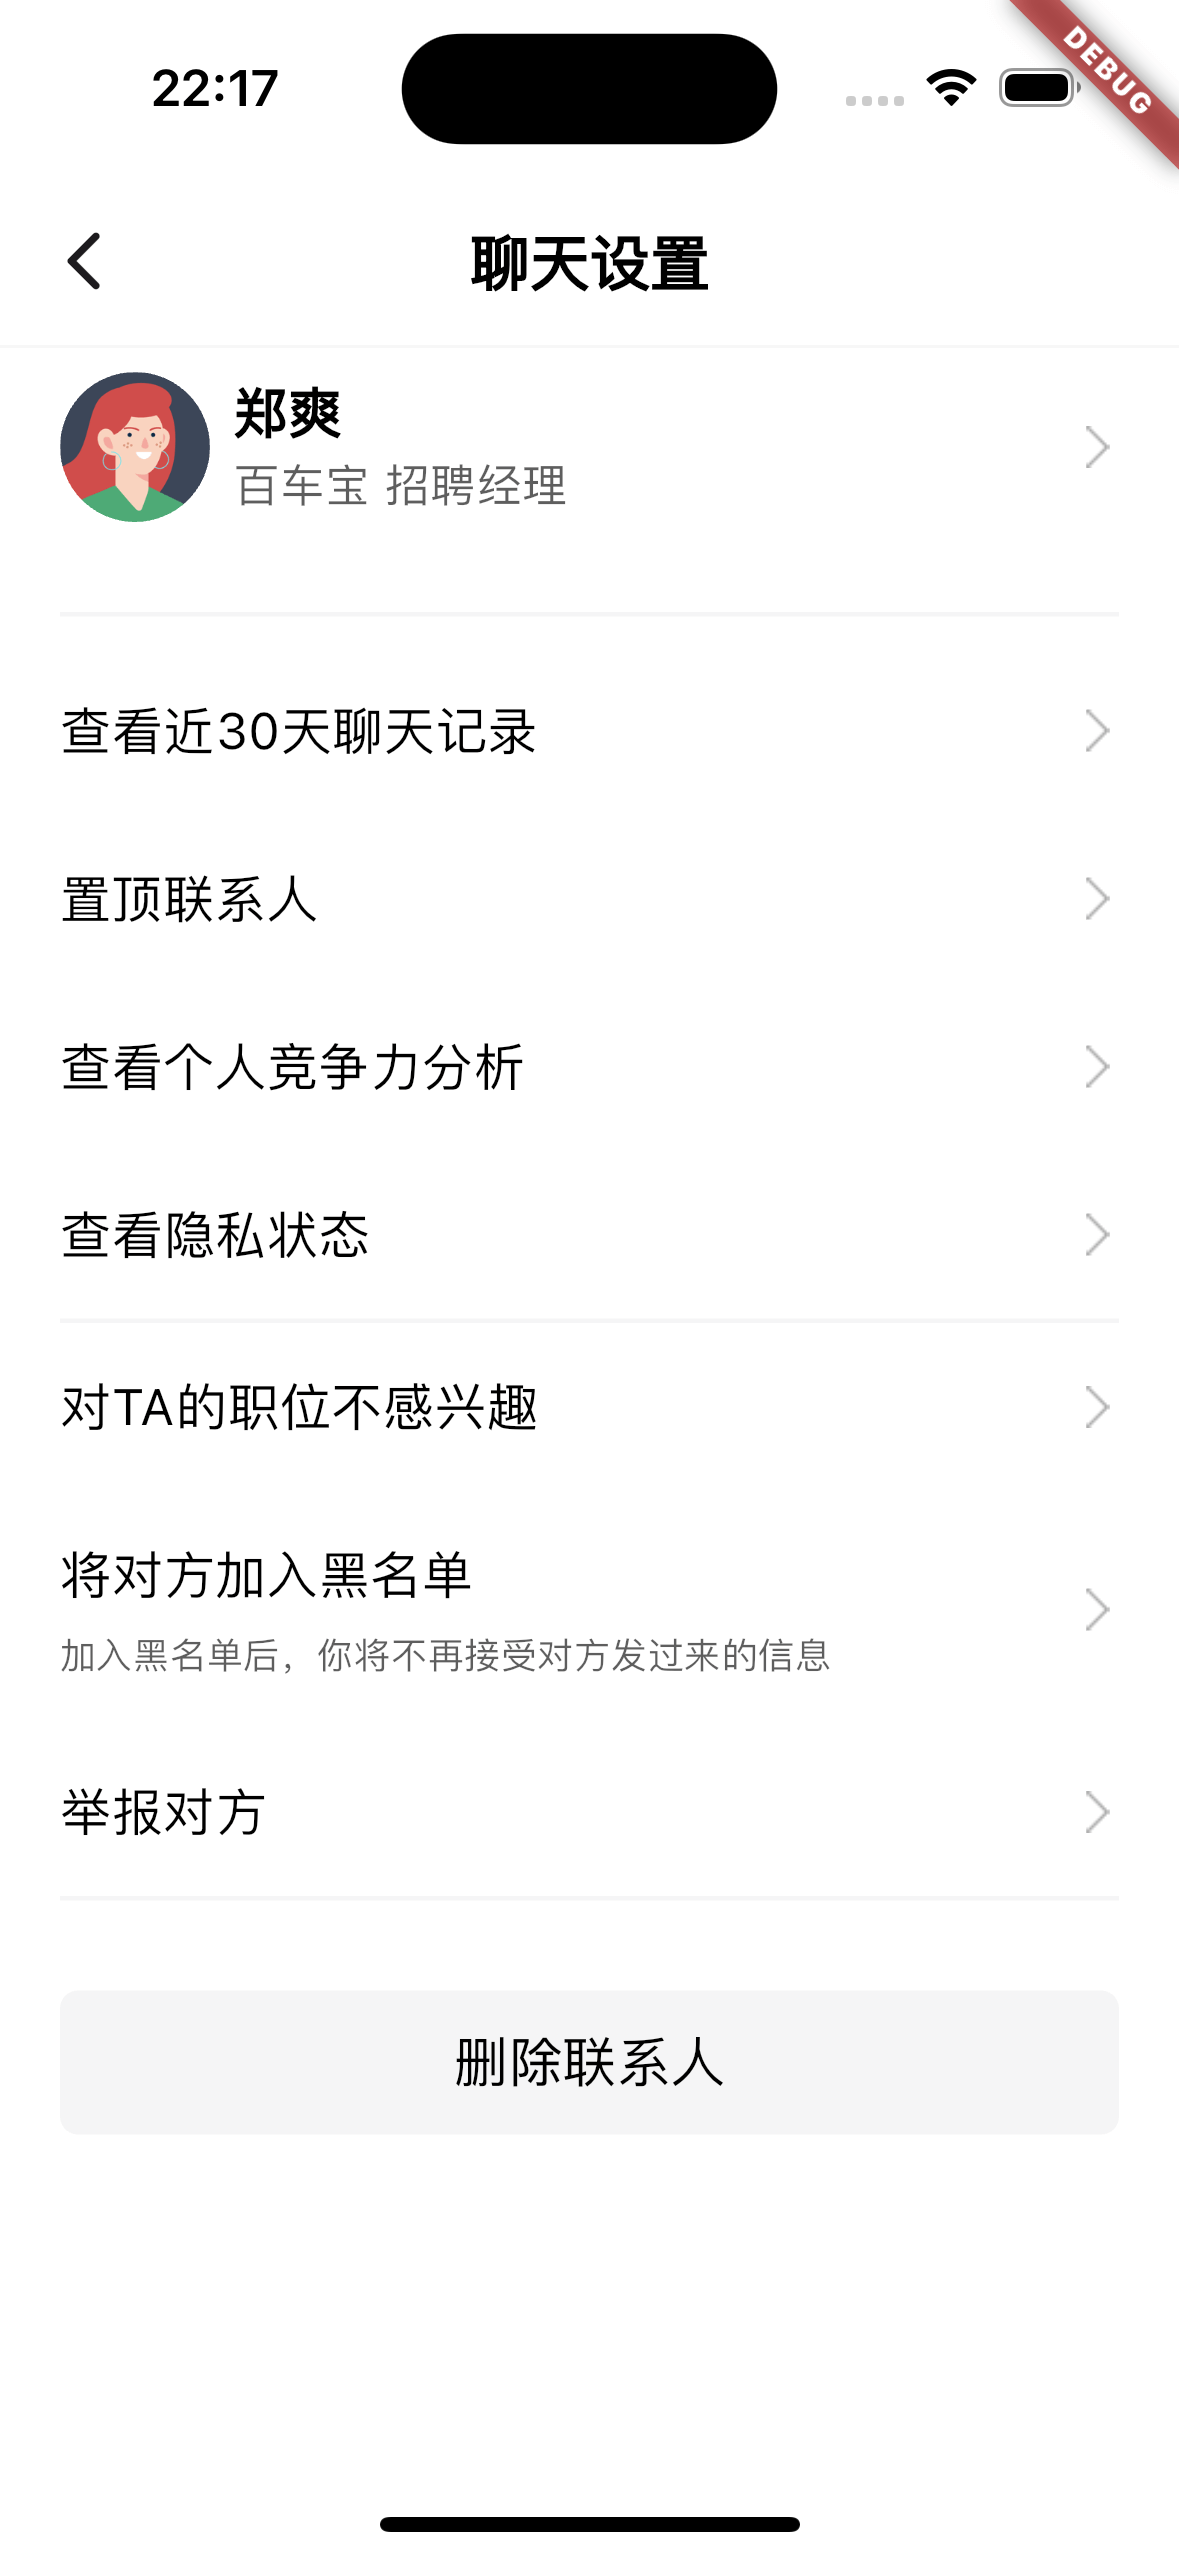 22:17
DEBUG
聊天设置
郑爽
百车宝 招聘经理
查看近30天聊天记录
置顶联系人
查看个人竞争力分析
查看隐私状态
对TA的职位不感兴趣
将对方加入黑名单
加入黑名单后，你将不再接受对方发过来的信息
举报对方
删除联系人